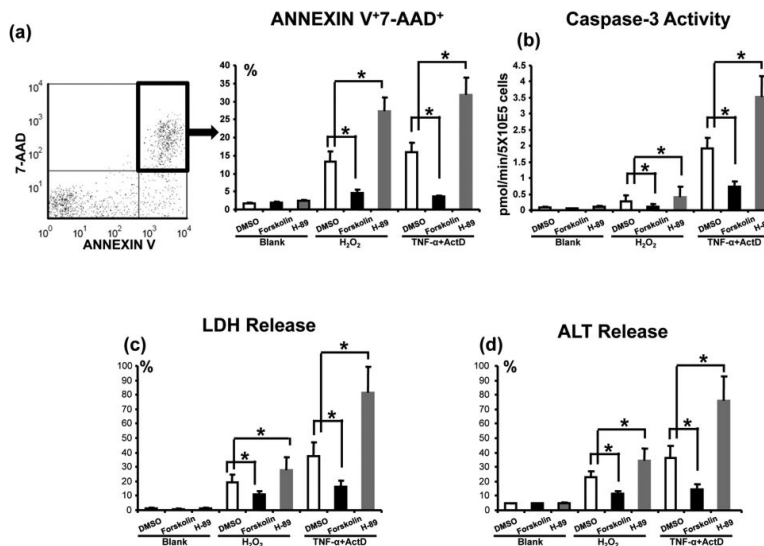 (a)
7-AAD
10⁴
10³
10²
10¹
10⁰ 10¹ 10² 10³ 10⁴
ANNEXIN V
ANNEXIN V⁺7-AAD⁺
%
40
35
30
25
20
15
10
5
0
* * * *
DMSO Forskolin H-89 DMSO Forskolin H-89 DMSO Forskolin H-89
Blank H₂O₂ TNF-α+ActD
(b)
Caspase-3 Activity
pmol/min/5X10E5 cells
4.5
4
3.5
3
2.5
2
1.5
1
0.5
0
* * * *
DMSO Forskolin H-89 DMSO Forskolin H-89 DMSO Forskolin H-89
Blank H₂O₂ TNF-α+ActD
(c)
LDH Release
%
100
90
80
70
60
50
40
30
20
10
0
* * * *
DMSO Forskolin H-89 DMSO Forskolin H-89 DMSO Forskolin H-89
Blank H₂O₂ TNF-α+ActD
(d)
ALT Release
%
100
90
80
70
60
50
40
30
20
10
0
* * * *
DMSO Forskolin H-89 DMSO Forskolin H-89 DMSO Forskolin H-89
Blank H₂O₂ TNF-α+ActD